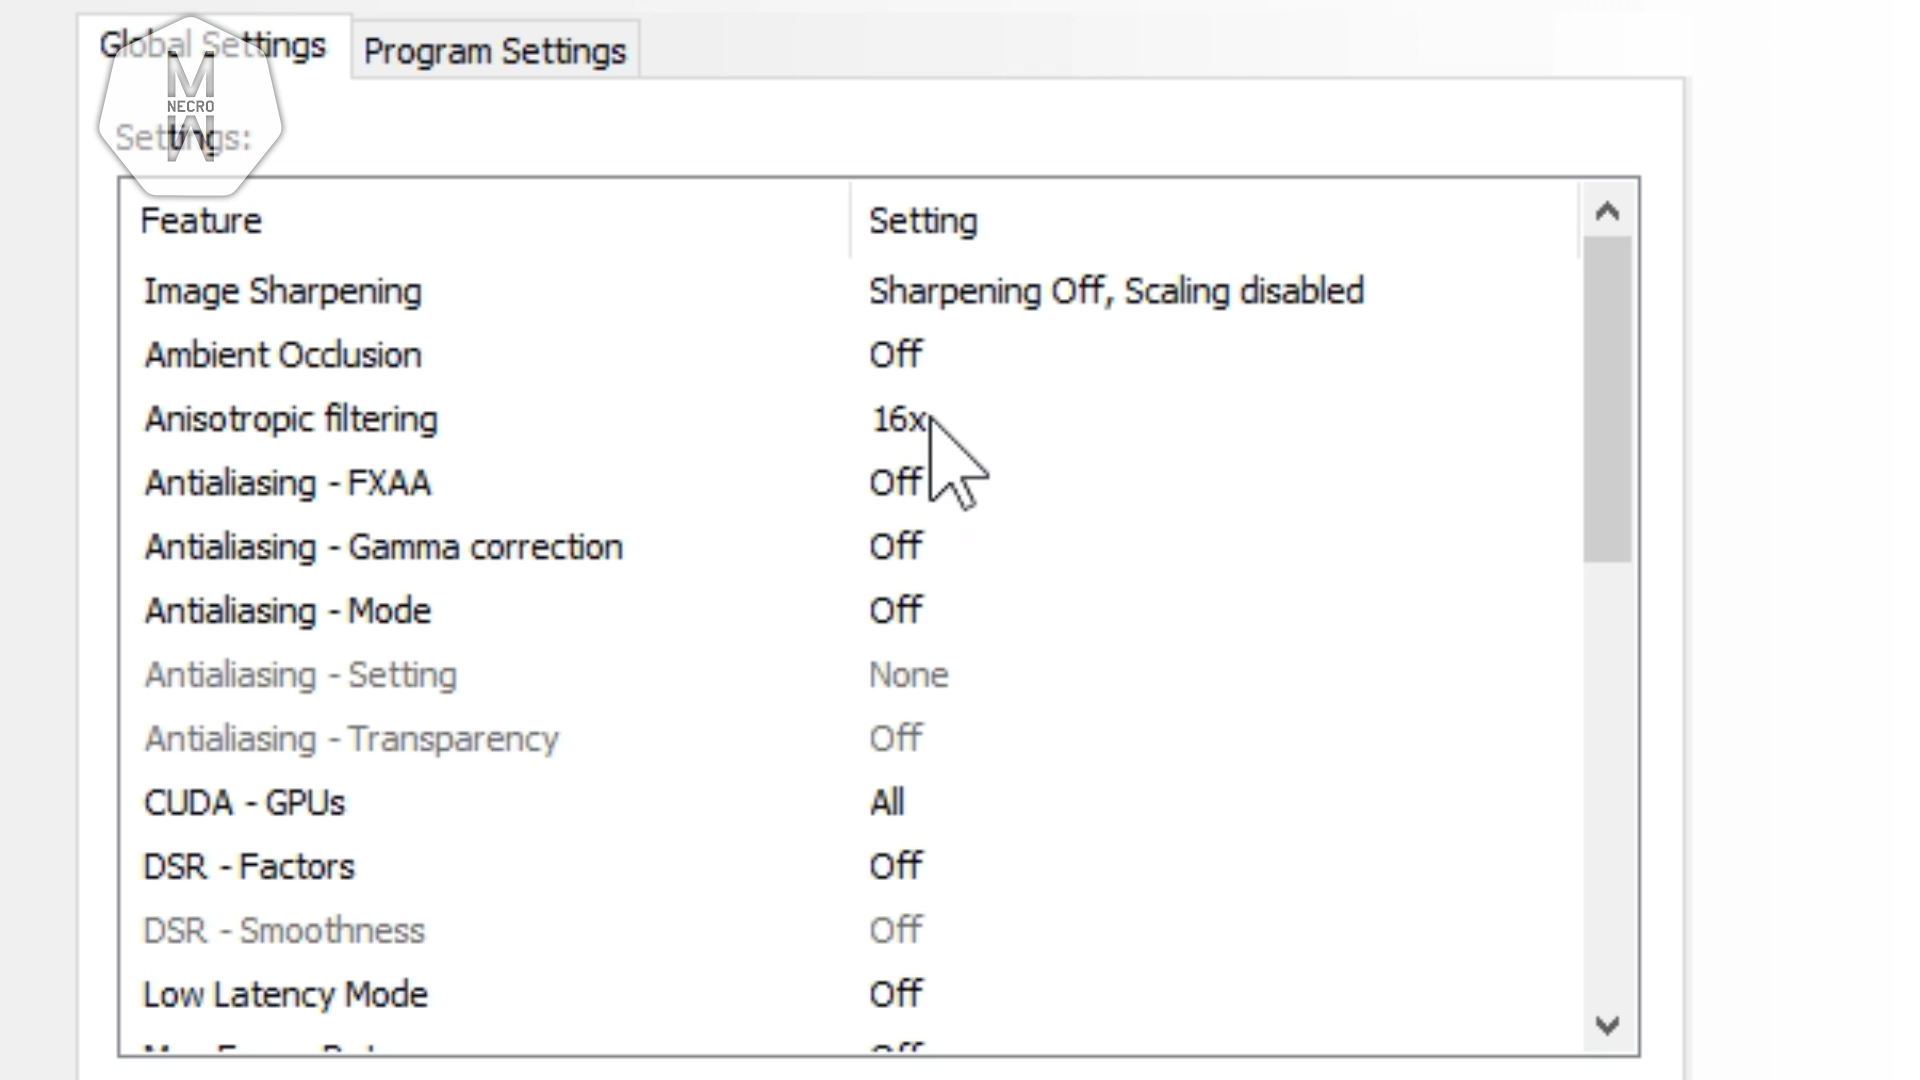 Global Settings Program Settings
M
NECRO
Settings:
Feature Setting
Image Sharpening Sharpening Off, Scaling disabled
Ambient Occlusion Off
Anisotropic filtering 16x
Antialiasing - FXAA Off
Antialiasing - Gamma correction Off
Antialiasing - Mode Off
Antialiasing - Setting None
Antialiasing - Transparency Off
CUDA - GPUs All
DSR - Factors Off
DSR - Smoothness Off
Low Latency Mode Off